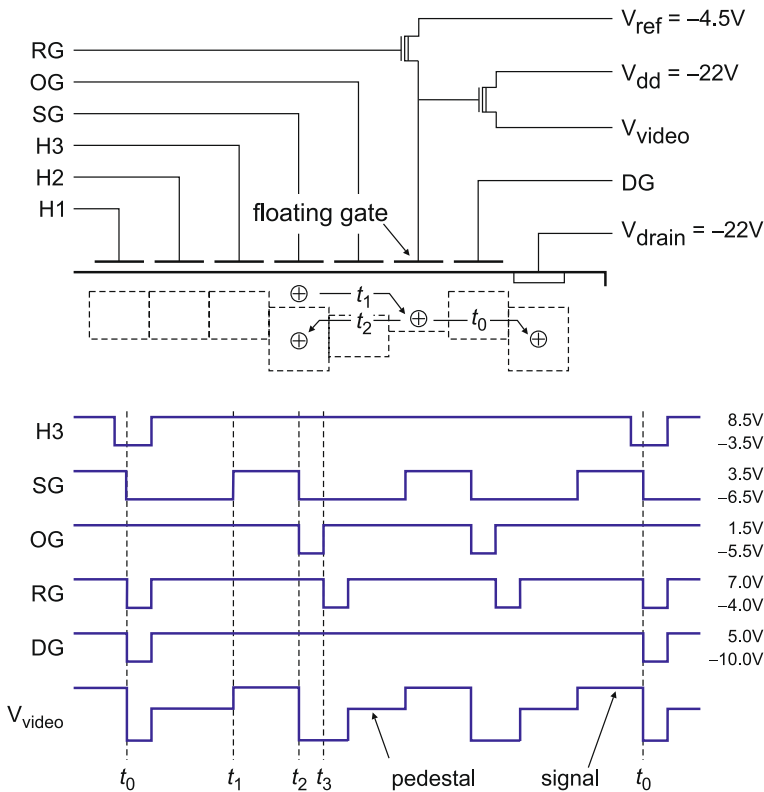 RG
OG
SG
H3
H2
H1
floating gate
V_ref = –4.5V
V_dd = –22V
V_video
DG
V_drain = –22V
t_1
t_2
t_0
H3
8.5V
–3.5V
SG
3.5V
–6.5V
OG
1.5V
–5.5V
RG
7.0V
–4.0V
DG
5.0V
–10.0V
V_video
t_0 t_1 t_2 t_3 pedestal signal t_0